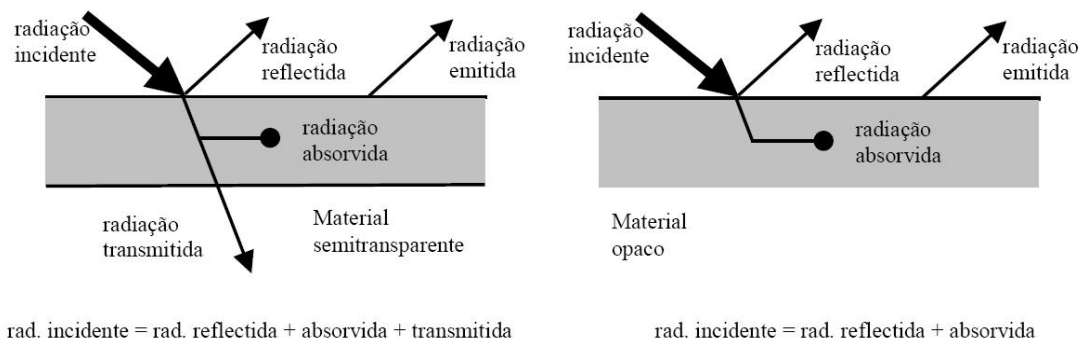 radiação
incidente
radiação
reflectida
radiação
emitida
radiação
absorvida
radiação
transmitida
Material
semitransparente
rad. incidente = rad. reflectida + absorvida + transmitida
radiação
incidente
radiação
reflectida
radiação
emitida
radiação
absorvida
Material
opaco
rad. incidente = rad. reflectida + absorvida